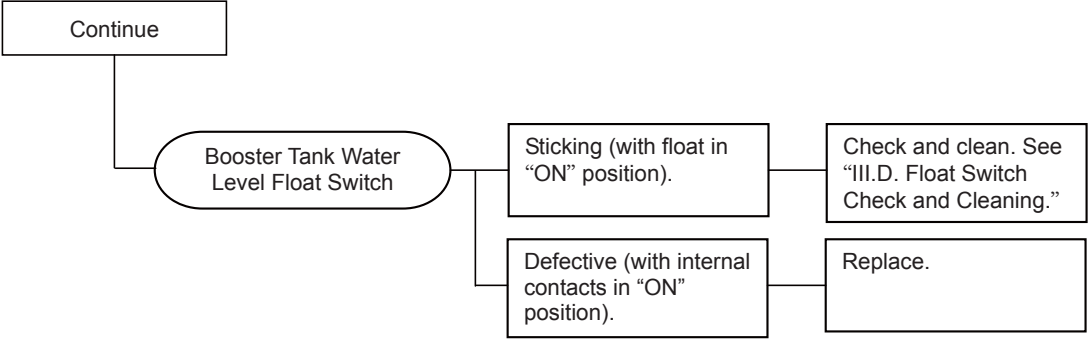 Continue
Booster Tank Water
Level Float Switch
Sticking (with float in
“ON” position).
Check and clean. See
“III.D. Float Switch
Check and Cleaning.”
Defective (with internal
contacts in “ON”
position).
Replace.